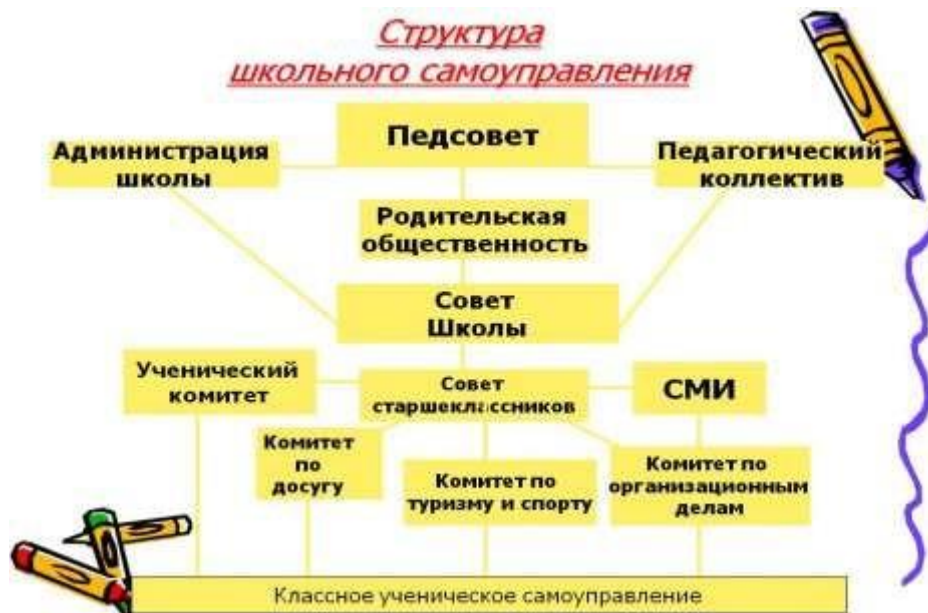 Структура
школьного самоуправления
Педсовет
Администрация
школы
Педагогический
коллектив
Родительская
общественность
Совет
Школы
Ученический
комитет
Совет
старшеклассников
СМИ
Комитет
по
досугу
Комитет по
туризму и спорту
Комитет по
организационным
делам
Классное ученическое самоуправление